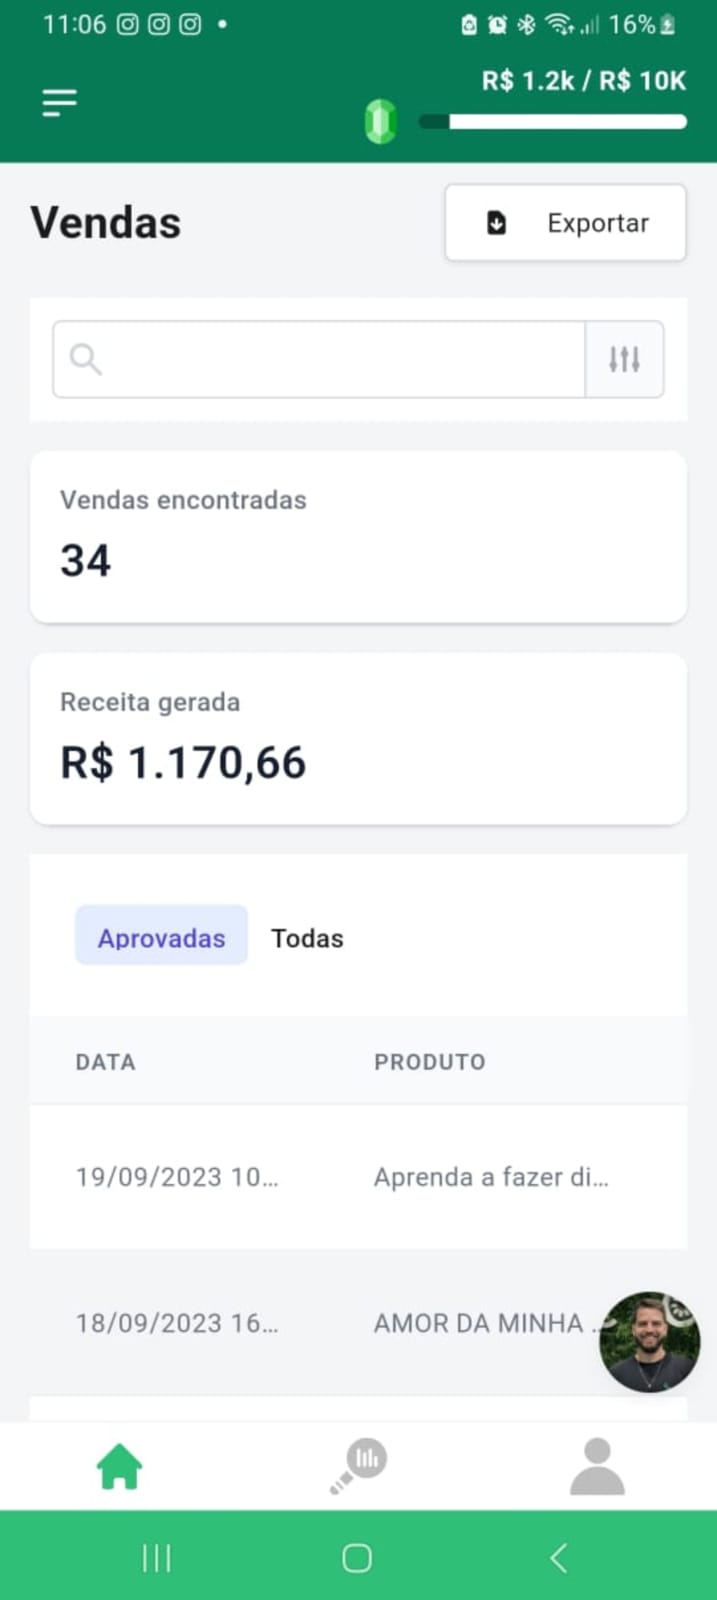 11:06
16%
R$ 1.2k / R$ 10K
Vendas
Exportar
Vendas encontradas
34
Receita gerada
R$ 1.170,66
Aprovadas Todas
DATA PRODUTO
19/09/2023 10... Aprenda a fazer di...
18/09/2023 16... AMOR DA MINHA ...